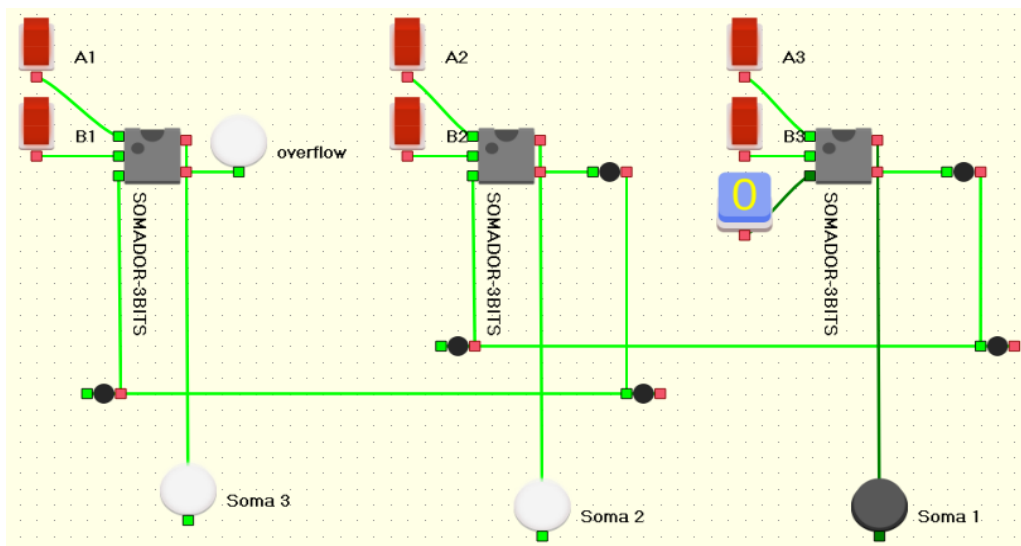 A1
A2
A3
B1
B2
B3
overflow
0
SOMADOR-3BITS
SOMADOR-3BITS
SOMADOR-3BITS
Soma 3
Soma 2
Soma 1